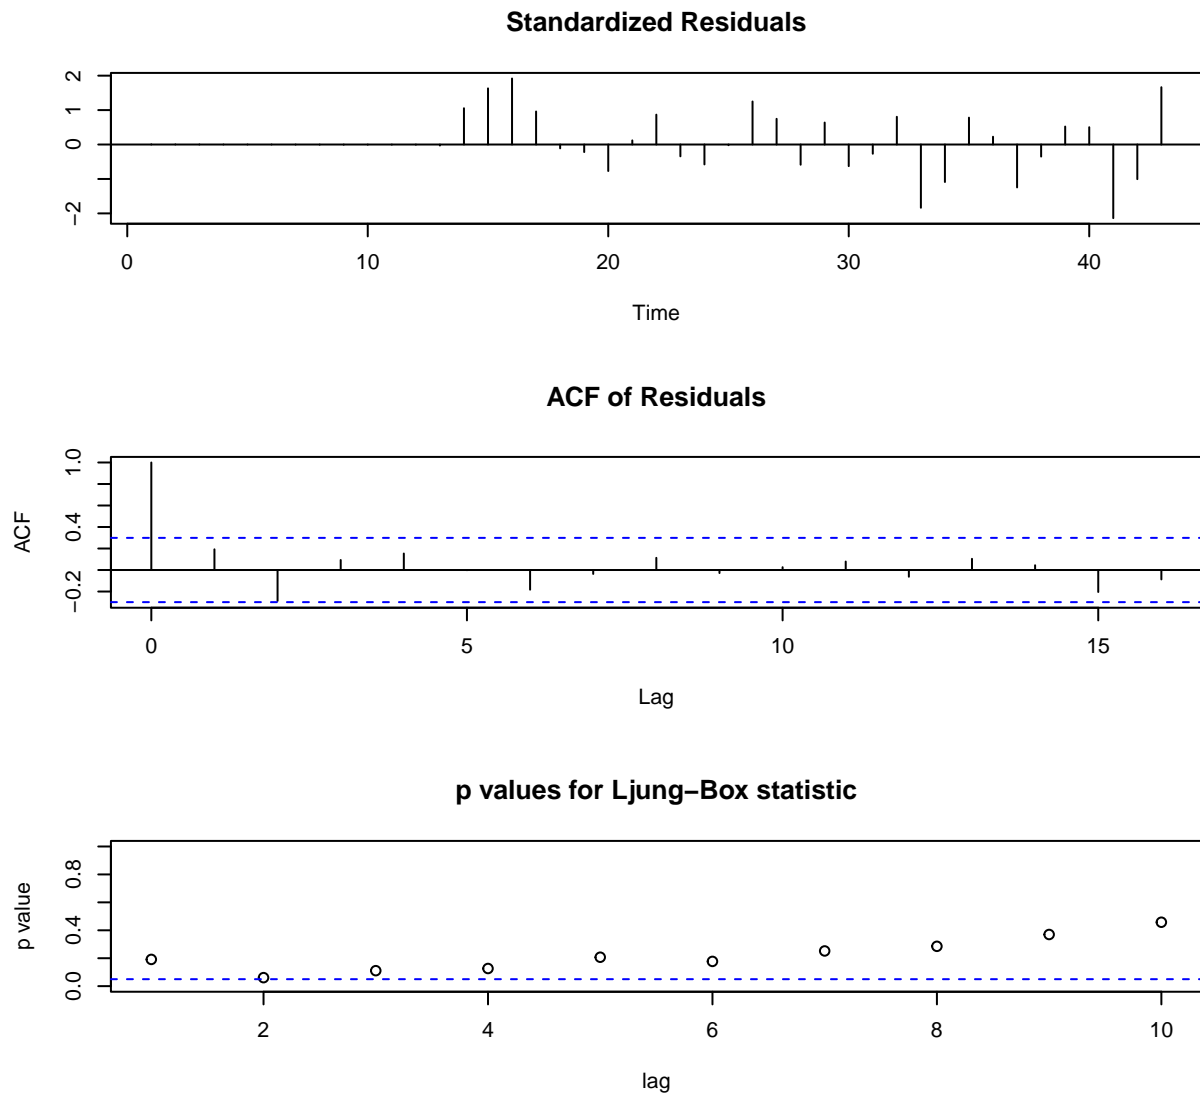 Standardized Residuals
2
1
0
−2
0 10 20 30 40
Time
ACF of Residuals
ACF
1.0
0.4
−0.2
0 5 10 15
Lag
p values for Ljung−Box statistic
p value
0.8
0.4
0.0
2 4 6 8 10
lag